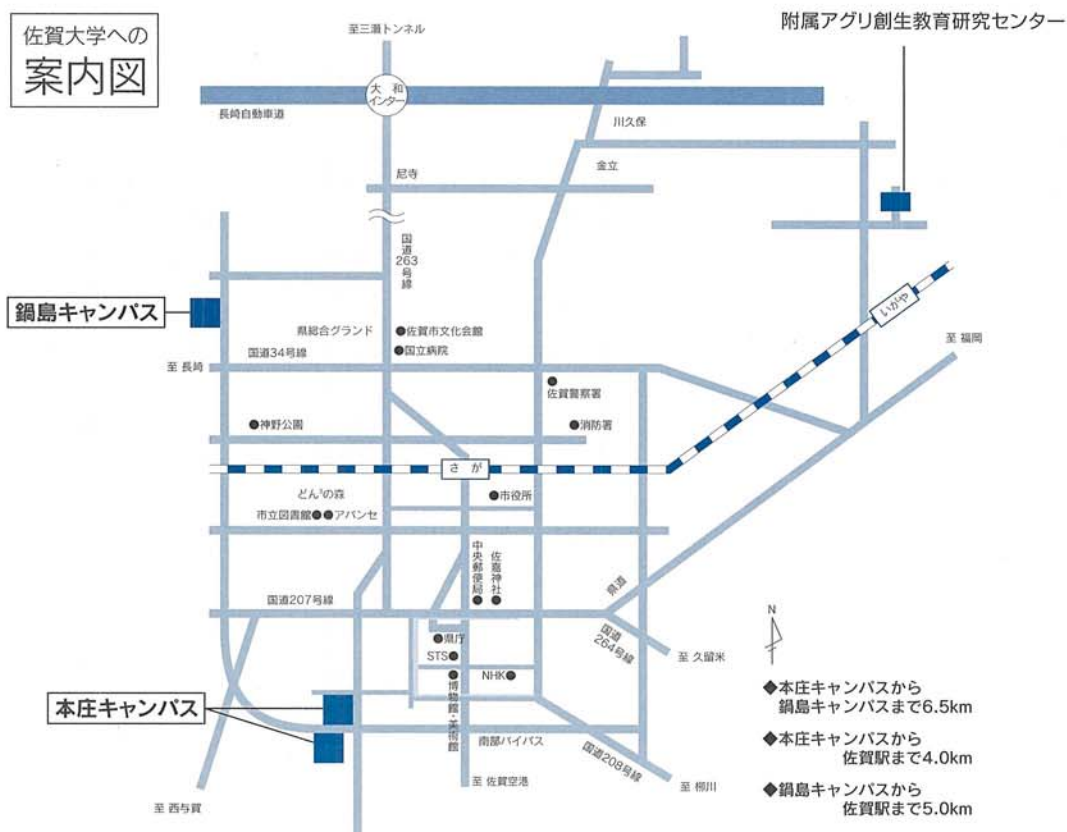 佐賀大学への
案内図
至三瀬トンネル
附属アグリ創生教育研究センター
大和
インター
長崎自動車道
川久保
尼寺
金立
国道263号線
鍋島キャンパス
県総合グランド
佐賀市文化会館
国立病院
いがや
至 福岡
国道34号線
至 長崎
佐賀警察署
神野公園
消防署
さが
どん³の森
市役所
市立図書館
アバンセ
中央郵便局
佐嘉神社
県道
国道207号線
国道264号線
N
県庁
STS
至 久留米
NHK
博物館・美術館
本庄キャンパス
南部バイパス
国道208号線
至 佐賀空港
至 柳川
至 西与賀
◆本庄キャンパスから
鍋島キャンパスまで6.5km
◆本庄キャンパスから
佐賀駅まで4.0km
◆鍋島キャンパスから
佐賀駅まで5.0km